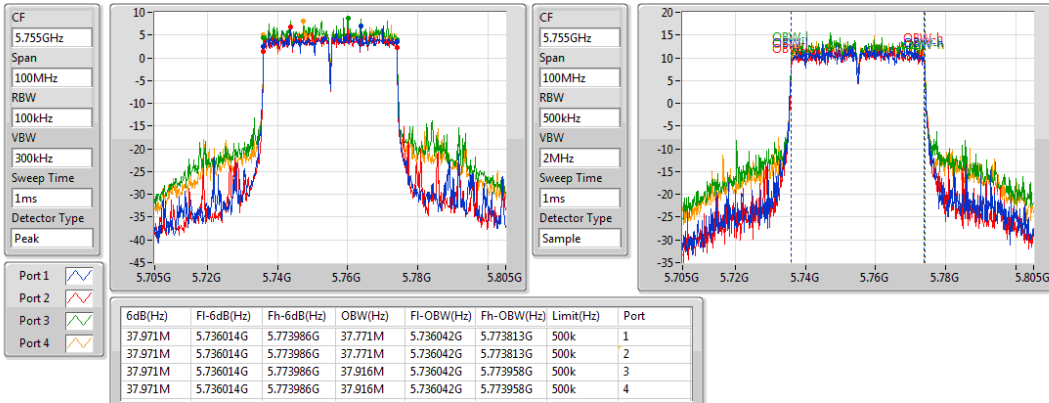 CF
5.755GHz
Span
100MHz
RBW
100kHz
VBW
300kHz
Sweep Time
1ms
Detector Type
Peak
10
5
0
-5
-10
-15
-20
-25
-30
-35
-40
-45
5.705G 5.72G 5.74G 5.76G 5.78G 5.805G
CF
5.755GHz
Span
100MHz
RBW
500kHz
VBW
2MHz
Sweep Time
1ms
Detector Type
Sample
20
15
10
5
0
-5
-10
-15
-20
-25
-30
-35
5.705G 5.72G 5.74G 5.76G 5.78G 5.805G
OBW-h
Port 1
Port 2
Port 3
Port 4
6dB(Hz) Fl-6dB(Hz) Fh-6dB(Hz) OBW(Hz) Fl-OBW(Hz) Fh-OBW(Hz) Limit(Hz) Port
37.971M 5.736014G 5.773986G 37.771M 5.736042G 5.773813G 500k 1
37.971M 5.736014G 5.773986G 37.771M 5.736042G 5.773813G 500k 2
37.971M 5.736014G 5.773986G 37.916M 5.736042G 5.773958G 500k 3
37.971M 5.736014G 5.773986G 37.916M 5.736042G 5.773958G 500k 4